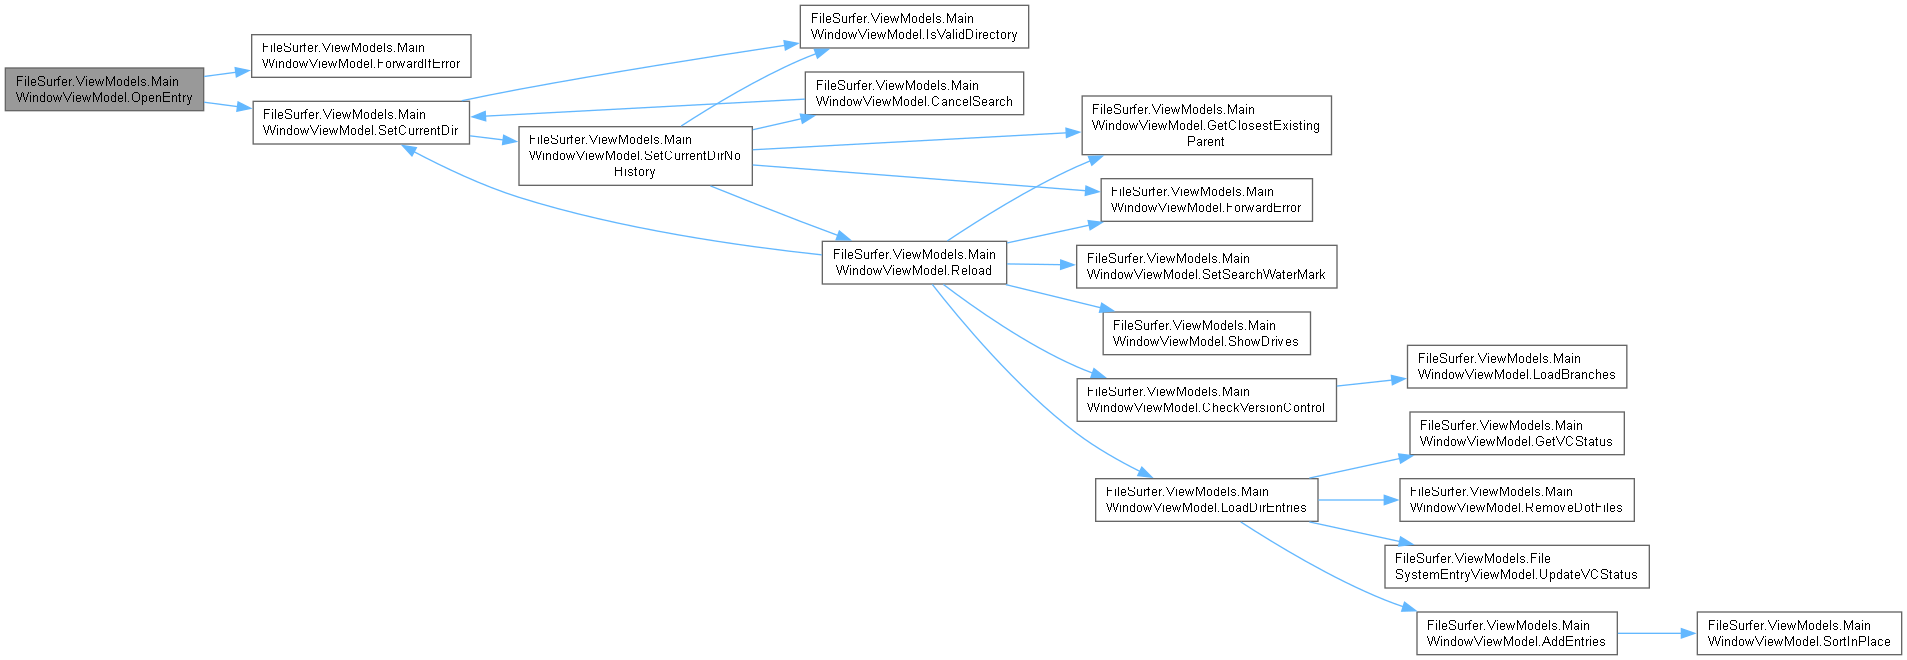 FileSurfer.ViewModels.Main
WindowViewModel.OpenEntry
FileSurfer.ViewModels.Main
WindowViewModel.ForwardIfError
FileSurfer.ViewModels.Main
WindowViewModel.SetCurrentDir
FileSurfer.ViewModels.Main
WindowViewModel.SetCurrentDirNo
History
FileSurfer.ViewModels.Main
WindowViewModel.IsValidDirectory
FileSurfer.ViewModels.Main
WindowViewModel.CancelSearch
FileSurfer.ViewModels.Main
WindowViewModel.Reload
FileSurfer.ViewModels.Main
WindowViewModel.GetClosestExisting
Parent
FileSurfer.ViewModels.Main
WindowViewModel.ForwardError
FileSurfer.ViewModels.Main
WindowViewModel.SetSearchWaterMark
FileSurfer.ViewModels.Main
WindowViewModel.ShowDrives
FileSurfer.ViewModels.Main
WindowViewModel.CheckVersionControl
FileSurfer.ViewModels.Main
WindowViewModel.LoadDirEntries
FileSurfer.ViewModels.Main
WindowViewModel.LoadBranches
FileSurfer.ViewModels.Main
WindowViewModel.GetVCStatus
FileSurfer.ViewModels.Main
WindowViewModel.RemoveDotFiles
FileSurfer.ViewModels.File
SystemEntryViewModel.UpdateVCStatus
FileSurfer.ViewModels.Main
WindowViewModel.AddEntries
FileSurfer.ViewModels.Main
WindowViewModel.SortInPlace